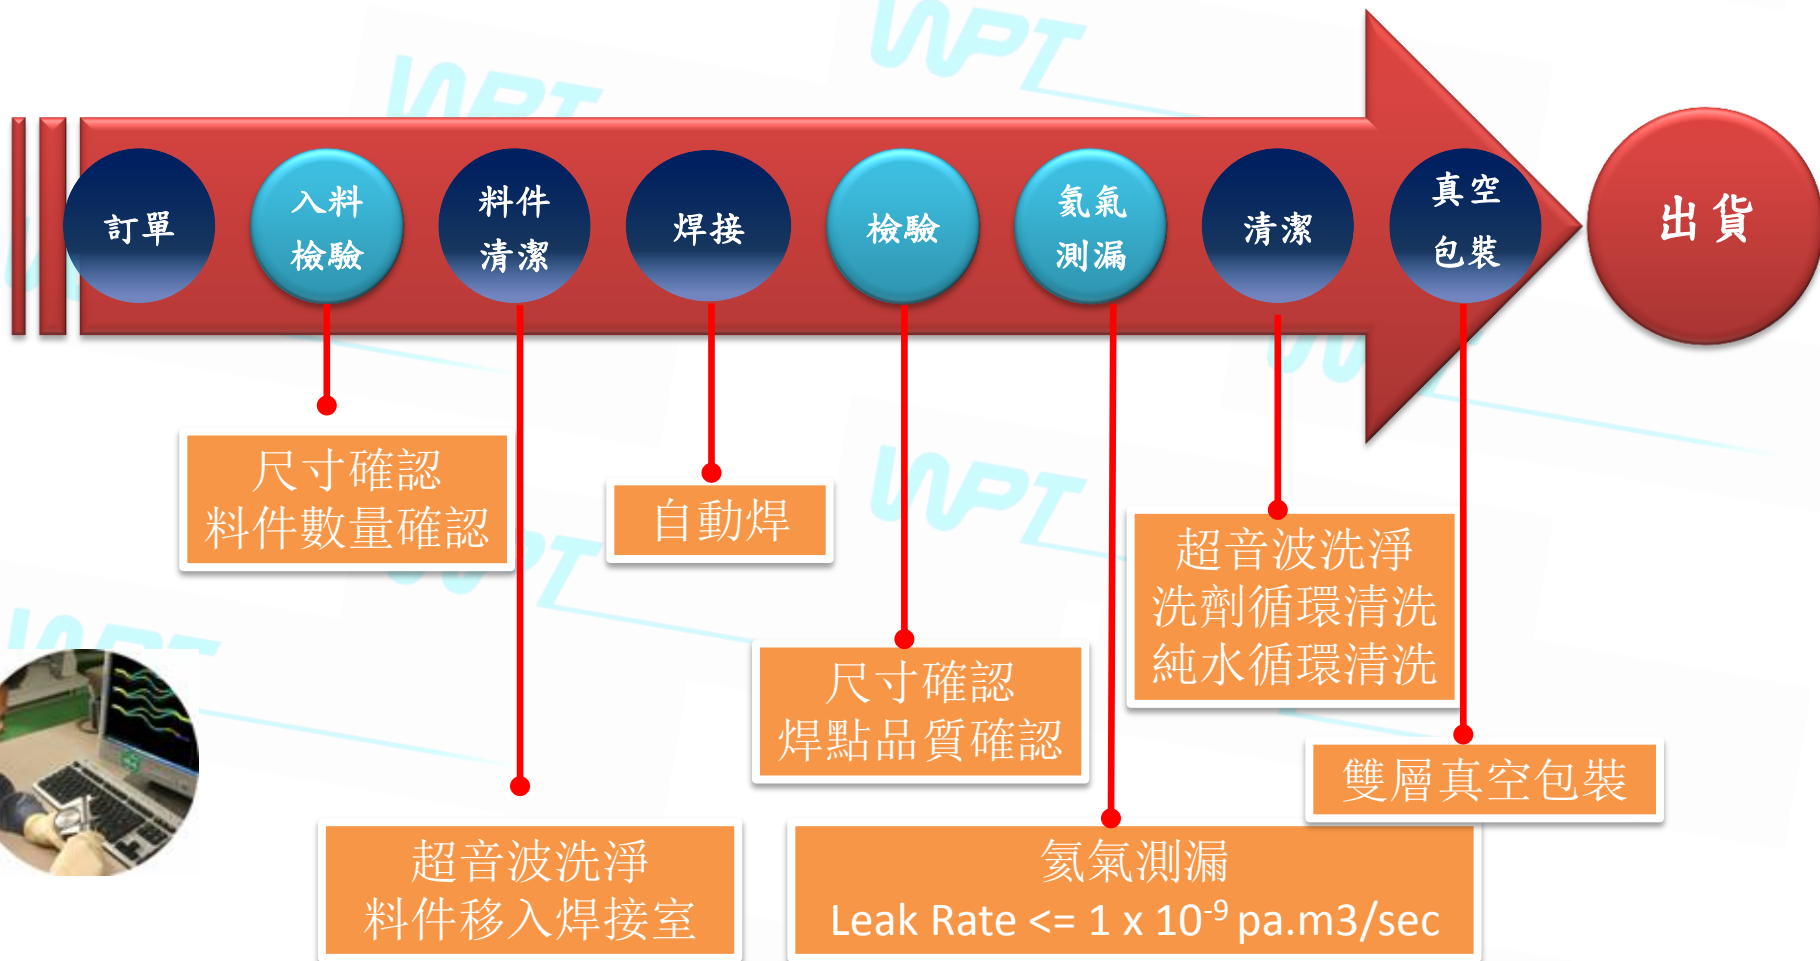 WPT
WPT
訂單
入料
檢驗
料件
清潔
焊接
檢驗
氦氣
測漏
清潔
真空
包裝
出貨
WPT
尺寸確認
料件數量確認
自動焊
WPT
WPT
超音波洗淨
洗劑循環清洗
純水循環清洗
尺寸確認
焊點品質確認
雙層真空包裝
超音波洗淨
料件移入焊接室
氦氣測漏
Leak Rate <= 1 x 10⁻⁹ pa.m3/sec